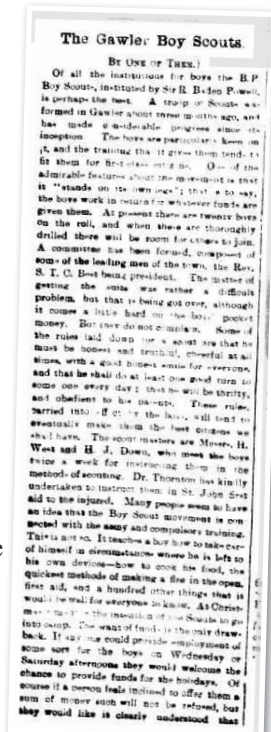 The Gawler Boy Scouts.
BY ONE OF THEM.)
Of all the institutions for boys the B.P
Boy Scouts, instituted by Sir R. Baden Powell,
is perhaps the best. A troop of Scouts was
formed in Gawler about three months ago, and
has made considerable progress since its
inception The boys are particularly keen on
it, and the training that it gives them tends to
fit them for first class citizens. One of the
admirable features about the movement is that
it "stands on its own legs"; that is to say,
the boys work in return for whatever funds are
given them. At present there are twenty boys
on the roll, and when these are thoroughly
drilled there will be room for others to join.
A committee has been formed, composed of
some of the leading men of the town, the Rev.
S. T. C. Best being president. The matter of
getting the suits was rather a difficult
problem, but that is being got over, although
it comes a little hard on the boys' pocket
money. But they do not complain. Some of
the rules laid down for a scout are that he
must be honest and truthful, cheerful at all
times, with a good honest smile for everyone,
and that he shall do at least one good turn to
some one every day; that he will be thrifty,
and obedient to his parents. These rules,
carried into effect by the boys, will tend to
eventually make them the best citizens we
shall have. The scout masters are Messrs. H.
West and H. J. Down, who meet the boys
twice a week for instructing them in the
methods of scouting. Dr. Thornton has kindly
undertaken to instruct them in St. John first
aid to the injured. Many people seem to have
an idea that the Boy Scout movement is con
nected with the army and compulsory training.
This is not so. It teaches a boy how to take care
of himself in circumstances where he is left to
his own devices—how to cook his food, the
quickest methods of making a fire in the open,
first aid, and a hundred other things that it
would be well for everyone to know. At Christ-
mas it is the intention of the Scouts to go
into camp. The want of funds is the only draw-
back. If any one could provide employment of
some sort for the boys on Wednesday or
Saturday afternoons they would welcome the
chance to provide funds for the holidays. Of
course if a person feels inclined to offer them a
sum of money such will not be refused, but
they would like it clearly understood that